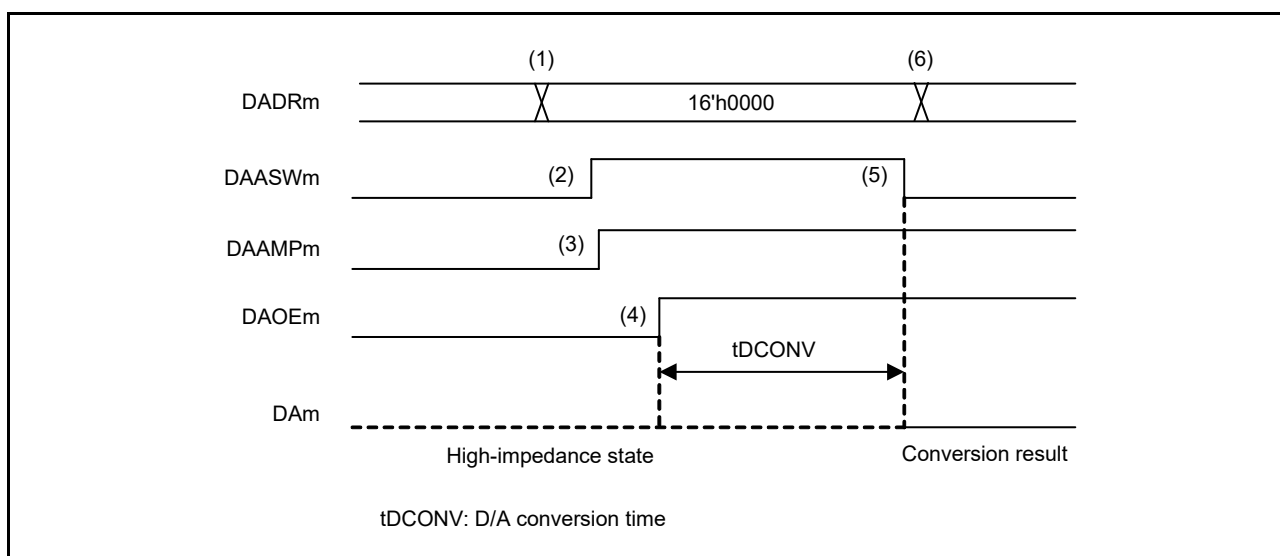 (1) (6)
DADRm 16'h0000
DAASWm (2) (5)
DAAMPm (3)
DAOEm (4)
tDCONV
DAm
High-impedance state Conversion result
tDCONV: D/A conversion time